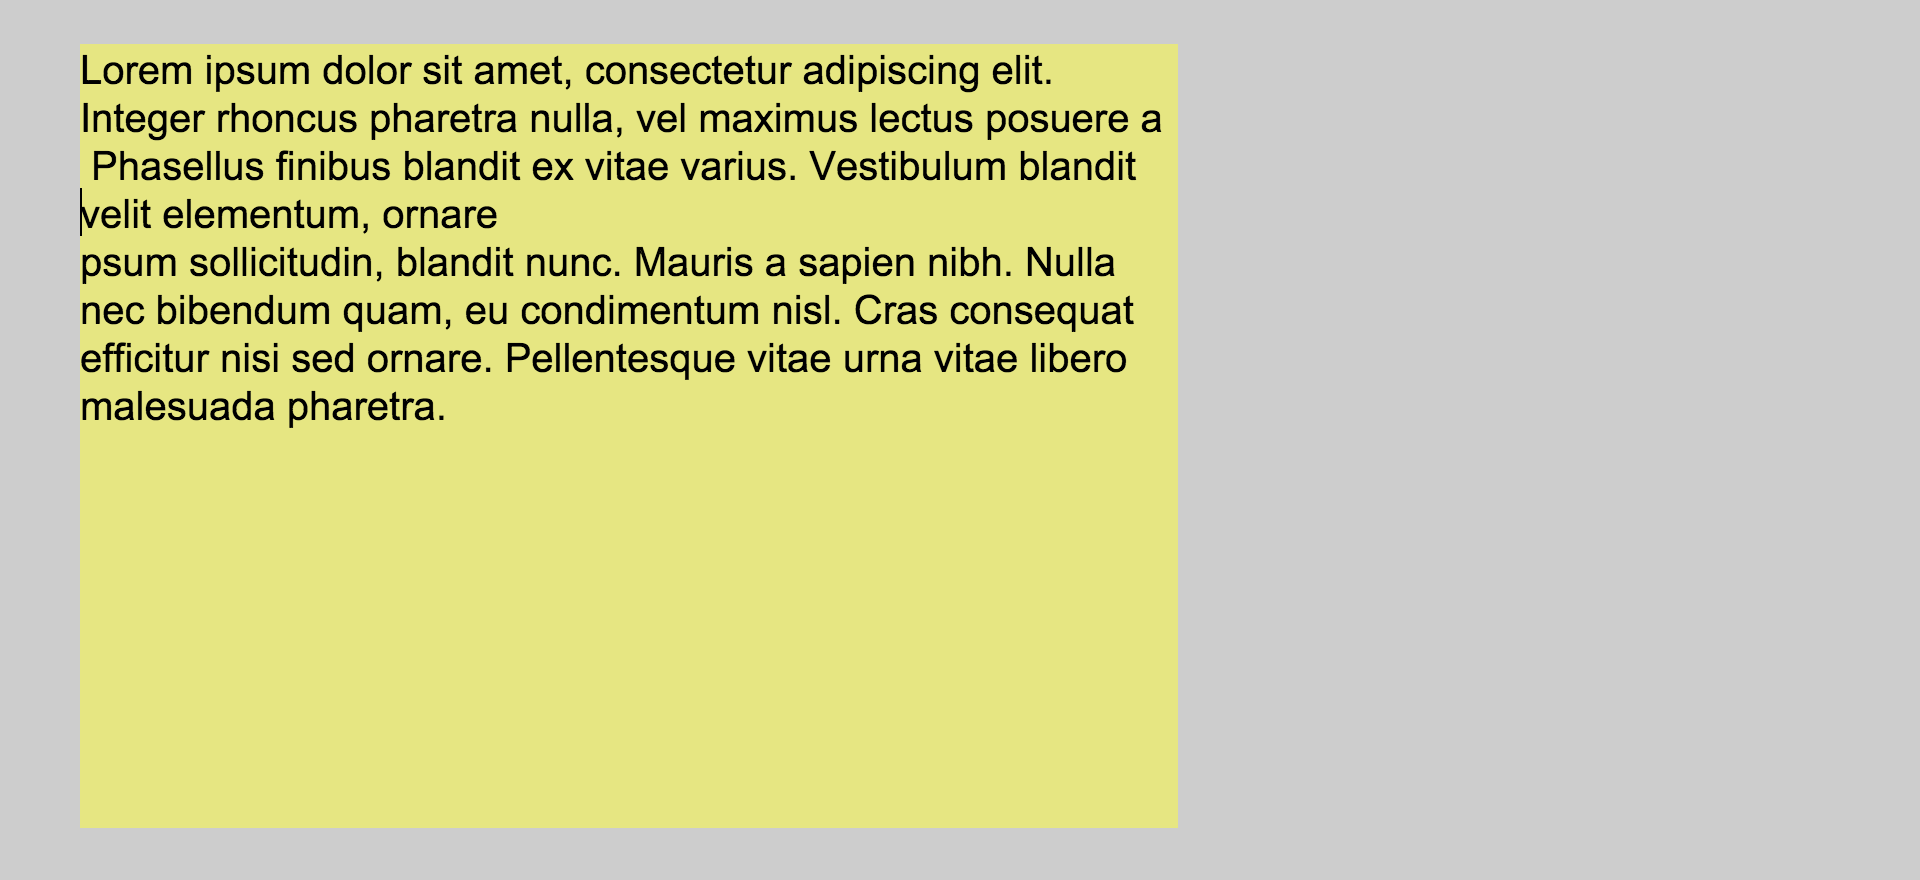 Lorem ipsum dolor sit amet, consectetur adipiscing elit.
Integer rhoncus pharetra nulla, vel maximus lectus posuere a
 Phasellus finibus blandit ex vitae varius. Vestibulum blandit
velit elementum, ornare
psum sollicitudin, blandit nunc. Mauris a sapien nibh. Nulla
nec bibendum quam, eu condimentum nisl. Cras consequat
efficitur nisi sed ornare. Pellentesque vitae urna vitae libero
malesuada pharetra.